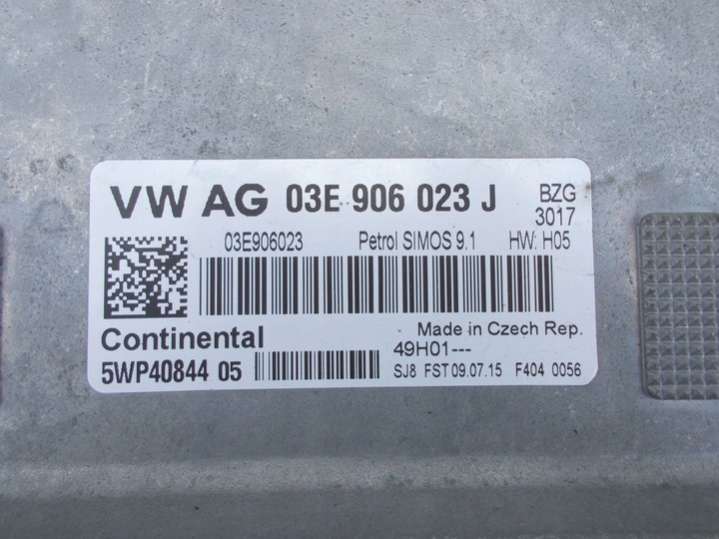 VW AG 03E 906 023 J BZG
3017
03E906023 Petrol SIMOS 9.1 HW: H05
Continental Made in Czech Rep.
49H01---
5WP40844 05 SJ8 FST 09.07.15 F404 0056